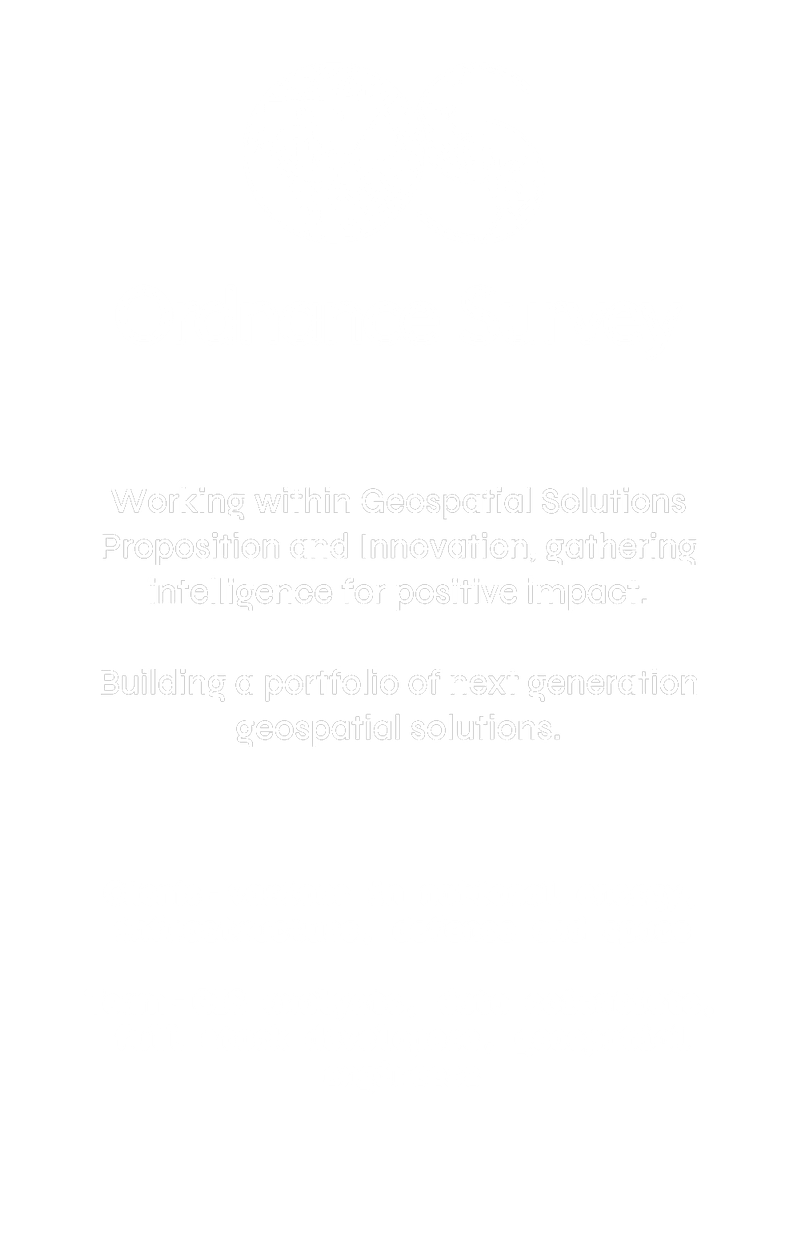 Working within Geospatial Solutions
Proposition and Innovation, gathering
intelligence for positive impact.
Building a portfolio of next generation
geospatial solutions.